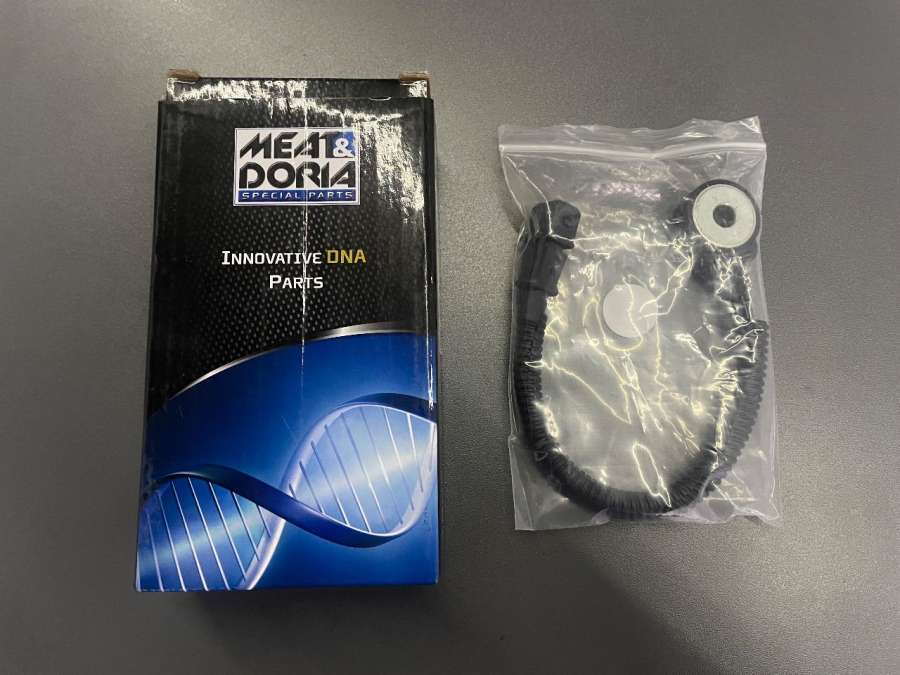 MEAT&
DORIA
SPECIAL PARTS
INNOVATIVE DNA
PARTS